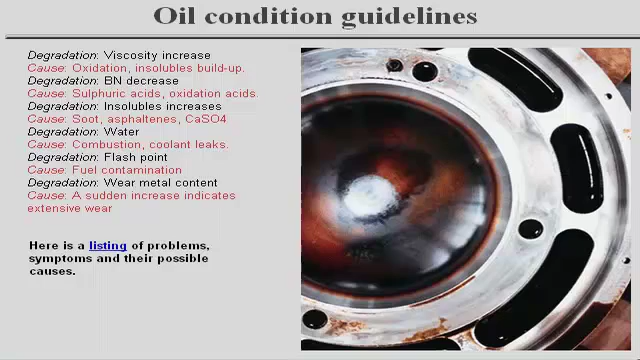 Oil condition guidelines
Degradation: Viscosity increase
Cause: Oxidation, insolubles build-up.
Degradation: BN decrease
Cause: Sulphuric acids, oxidation acids.
Degradation: Insolubles increases
Cause: Soot, asphaltenes, CaSO4
Degradation: Water
Cause: Combustion, coolant leaks.
Degradation: Flash point
Cause: Fuel contamination
Degradation: Wear metal content
Cause: A sudden increase indicates
extensive wear
Here is a listing of problems,
symptoms and their possible
causes.